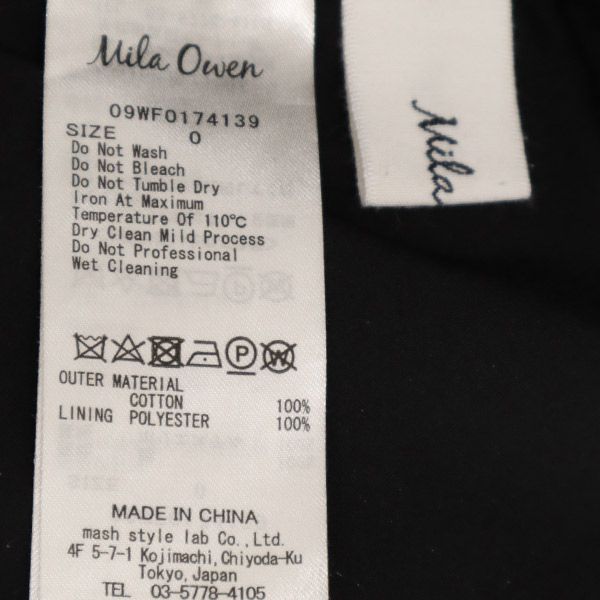 Mila Owen
09WF0174139
SIZE 0
Do Not Wash
Do Not Bleach
Do Not Tumble Dry
Iron At Maximum
Temperature Of 110℃
Dry Clean Mild Process
Do Not Professional
Wet Cleaning
P W
OUTER MATERIAL
COTTON 100%
LINING POLYESTER 100%
MADE IN CHINA
mash style lab Co.,Ltd.
4F 5-7-1 Kojimachi,Chiyoda-Ku
Tokyo,Japan
TEL 03-5778-4105
Mila